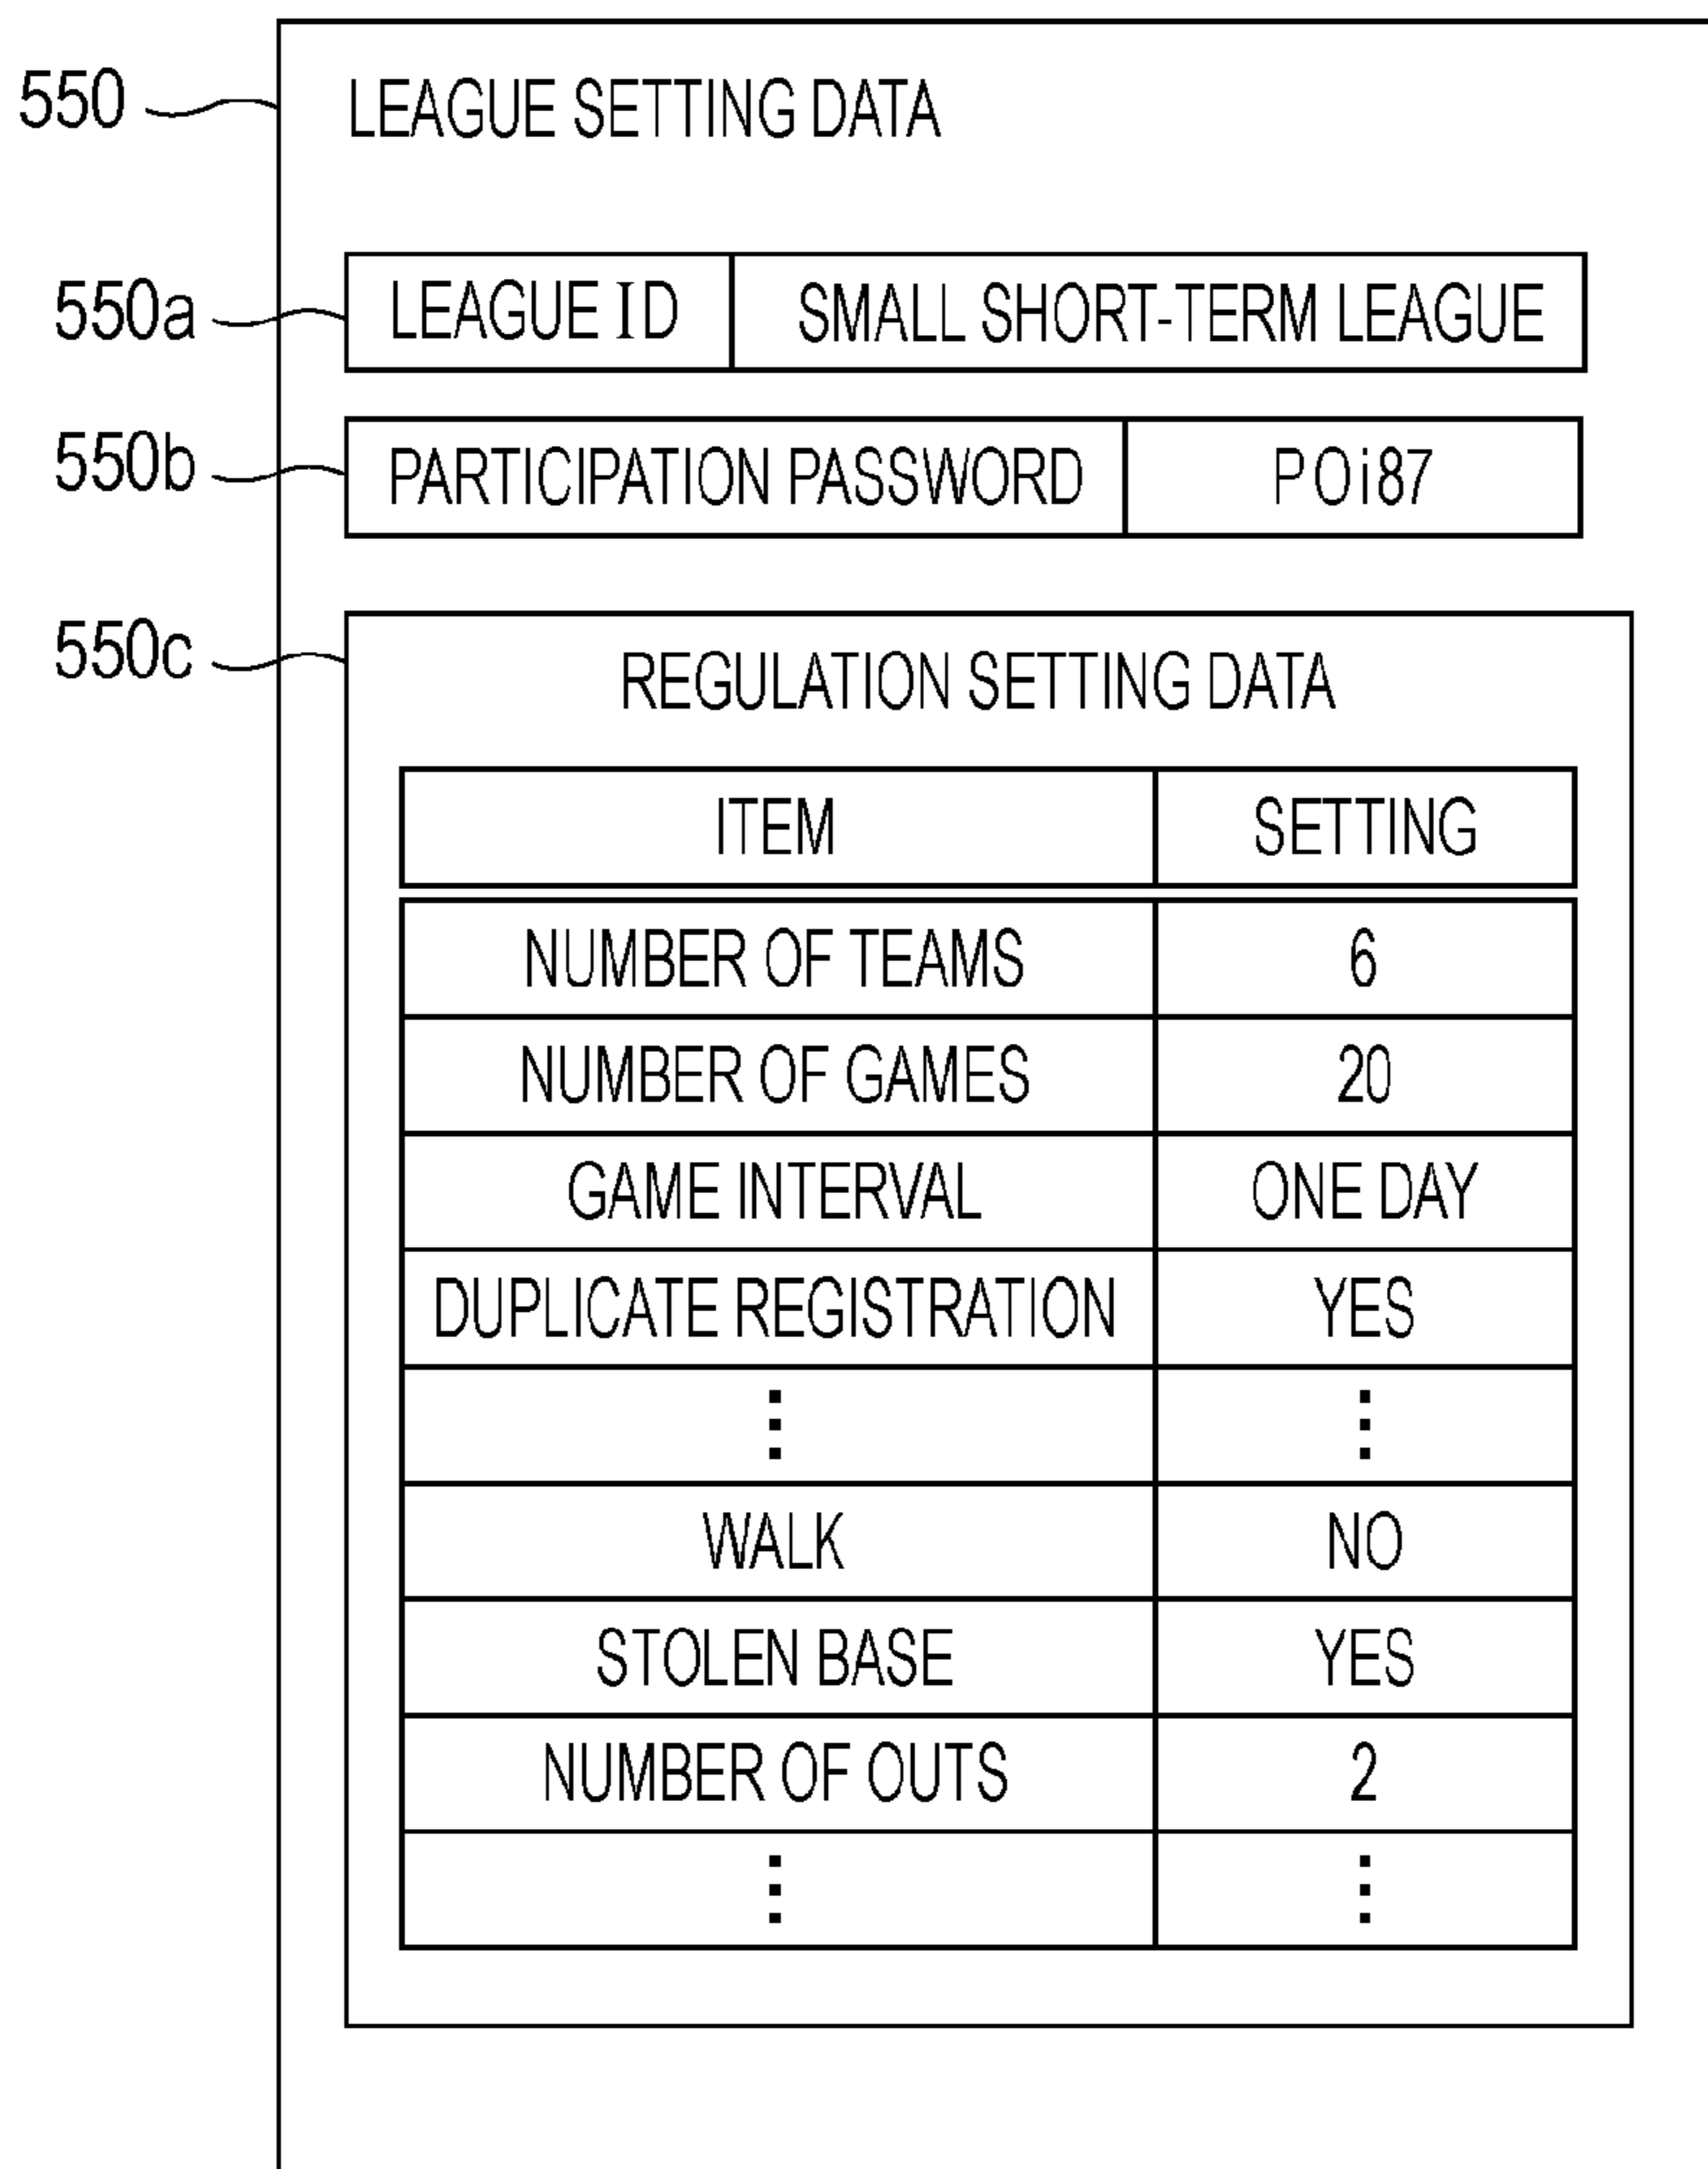 550 LEAGUE SETTING DATA
550a LEAGUE ID SMALL SHORT-TERM LEAGUE
550b PARTICIPATION PASSWORD POi87
550c REGULATION SETTING DATA
ITEM SETTING
NUMBER OF TEAMS 6
NUMBER OF GAMES 20
GAME INTERVAL ONE DAY
DUPLICATE REGISTRATION YES
⋮ ⋮
WALK NO
STOLEN BASE YES
NUMBER OF OUTS 2
⋮ ⋮